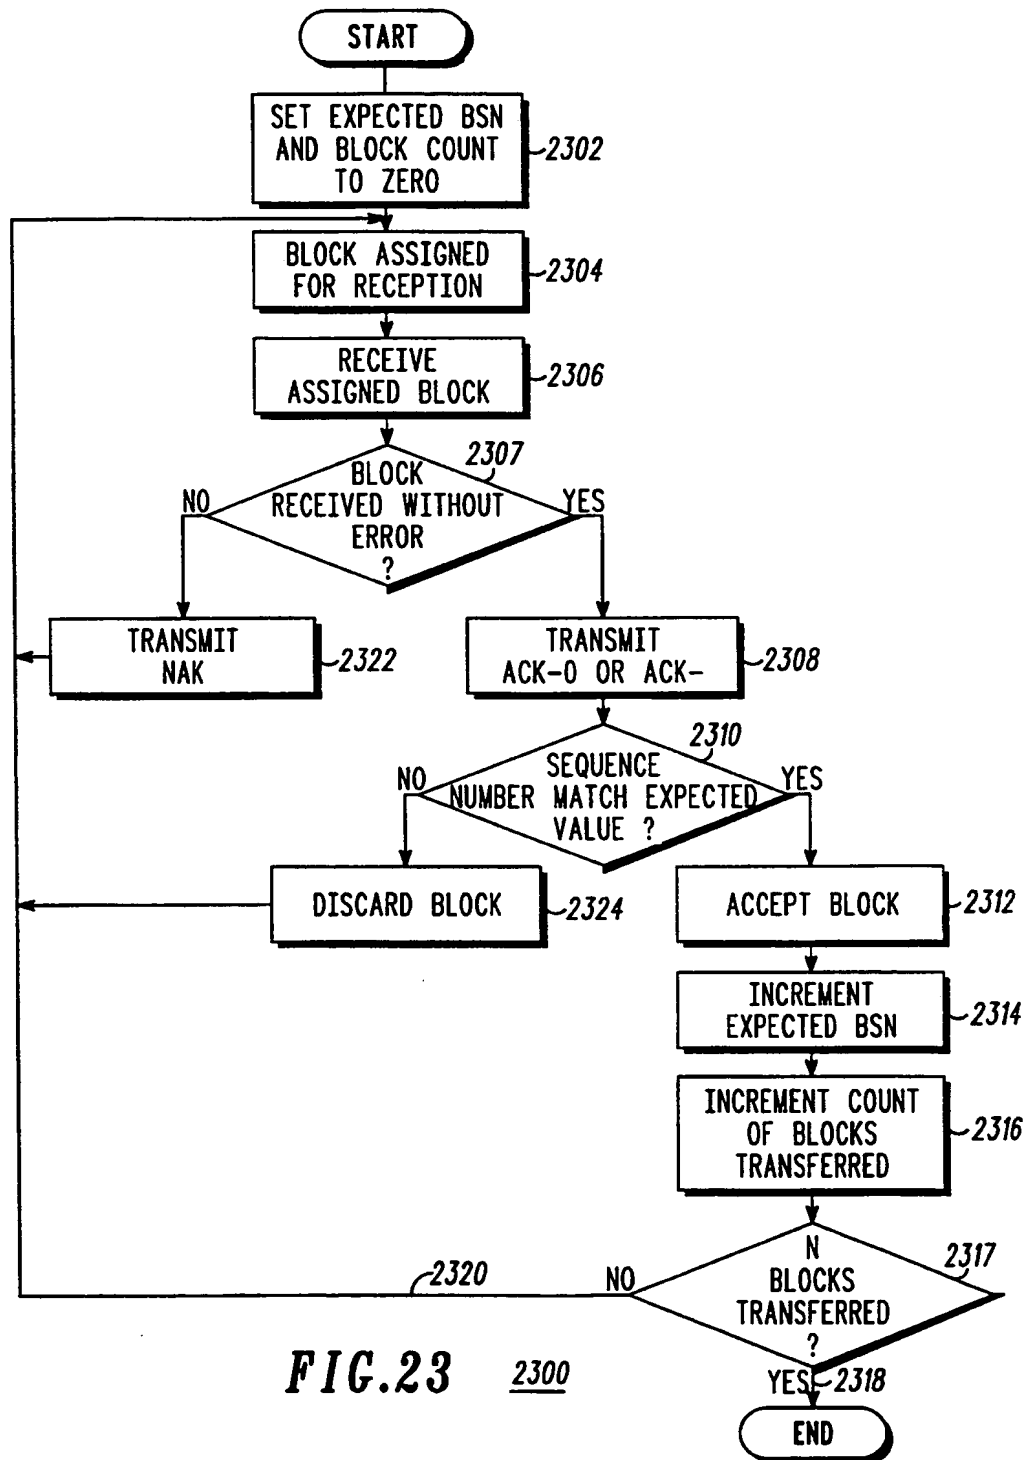 START
SET EXPECTED BSN
AND BLOCK COUNT
TO ZERO
2302
BLOCK ASSIGNED
FOR RECEPTION
2304
RECEIVE
ASSIGNED BLOCK
2306
2307
BLOCK
RECEIVED WITHOUT
ERROR
?
NO
YES
TRANSMIT
NAK
2322
TRANSMIT
ACK-0 OR ACK-
2308
2310
SEQUENCE
NUMBER MATCH EXPECTED
VALUE ?
NO
YES
DISCARD BLOCK
2324
ACCEPT BLOCK
2312
INCREMENT
EXPECTED BSN
2314
INCREMENT COUNT
OF BLOCKS
TRANSFERRED
2316
N
BLOCKS
TRANSFERRED
?
2317
NO
2320
YES
2318
END
FIG.23
2300